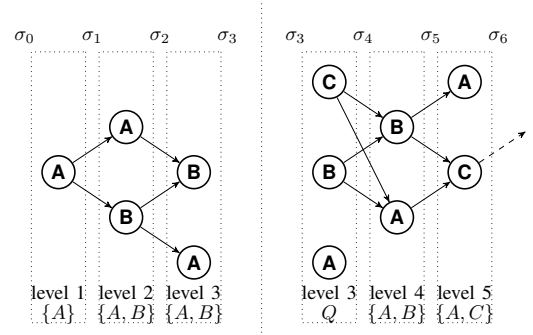 σ0 σ1 σ2 σ3
A
A
B
B
A
level 1 level 2 level 3
{A} {A, B} {A, B}
σ3 σ4 σ5 σ6
C
A
B
B
C
A
A
level 3 level 4 level 5
Q {A, B} {A, C}